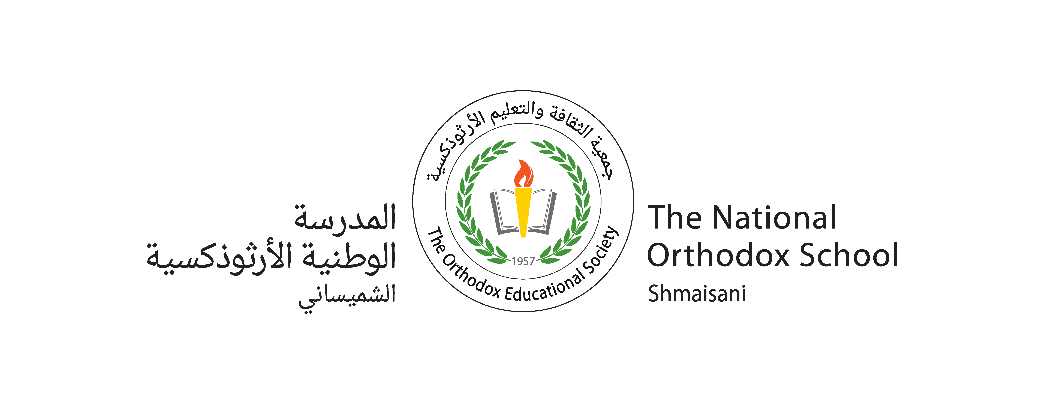 المدرسة
الوطنية الأرثوذكسية
الشميساني
جمعية الثقافة والتعليم الأرثوذكسية
1957
The Orthodox Educational Society
The National
Orthodox School
Shmaisani